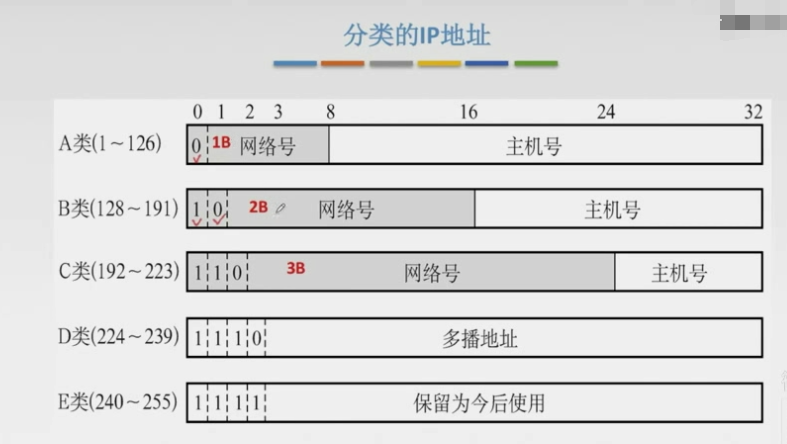 分类的IP地址
0 1 2 3 8 16 24 32
A类(1~126) 0 1B 网络号 主机号
B类(128~191) 1 0 2B 网络号 主机号
C类(192~223) 1 1 0 3B 网络号 主机号
D类(224~239) 1 1 1 0 多播地址
E类(240~255) 1 1 1 1 保留为今后使用